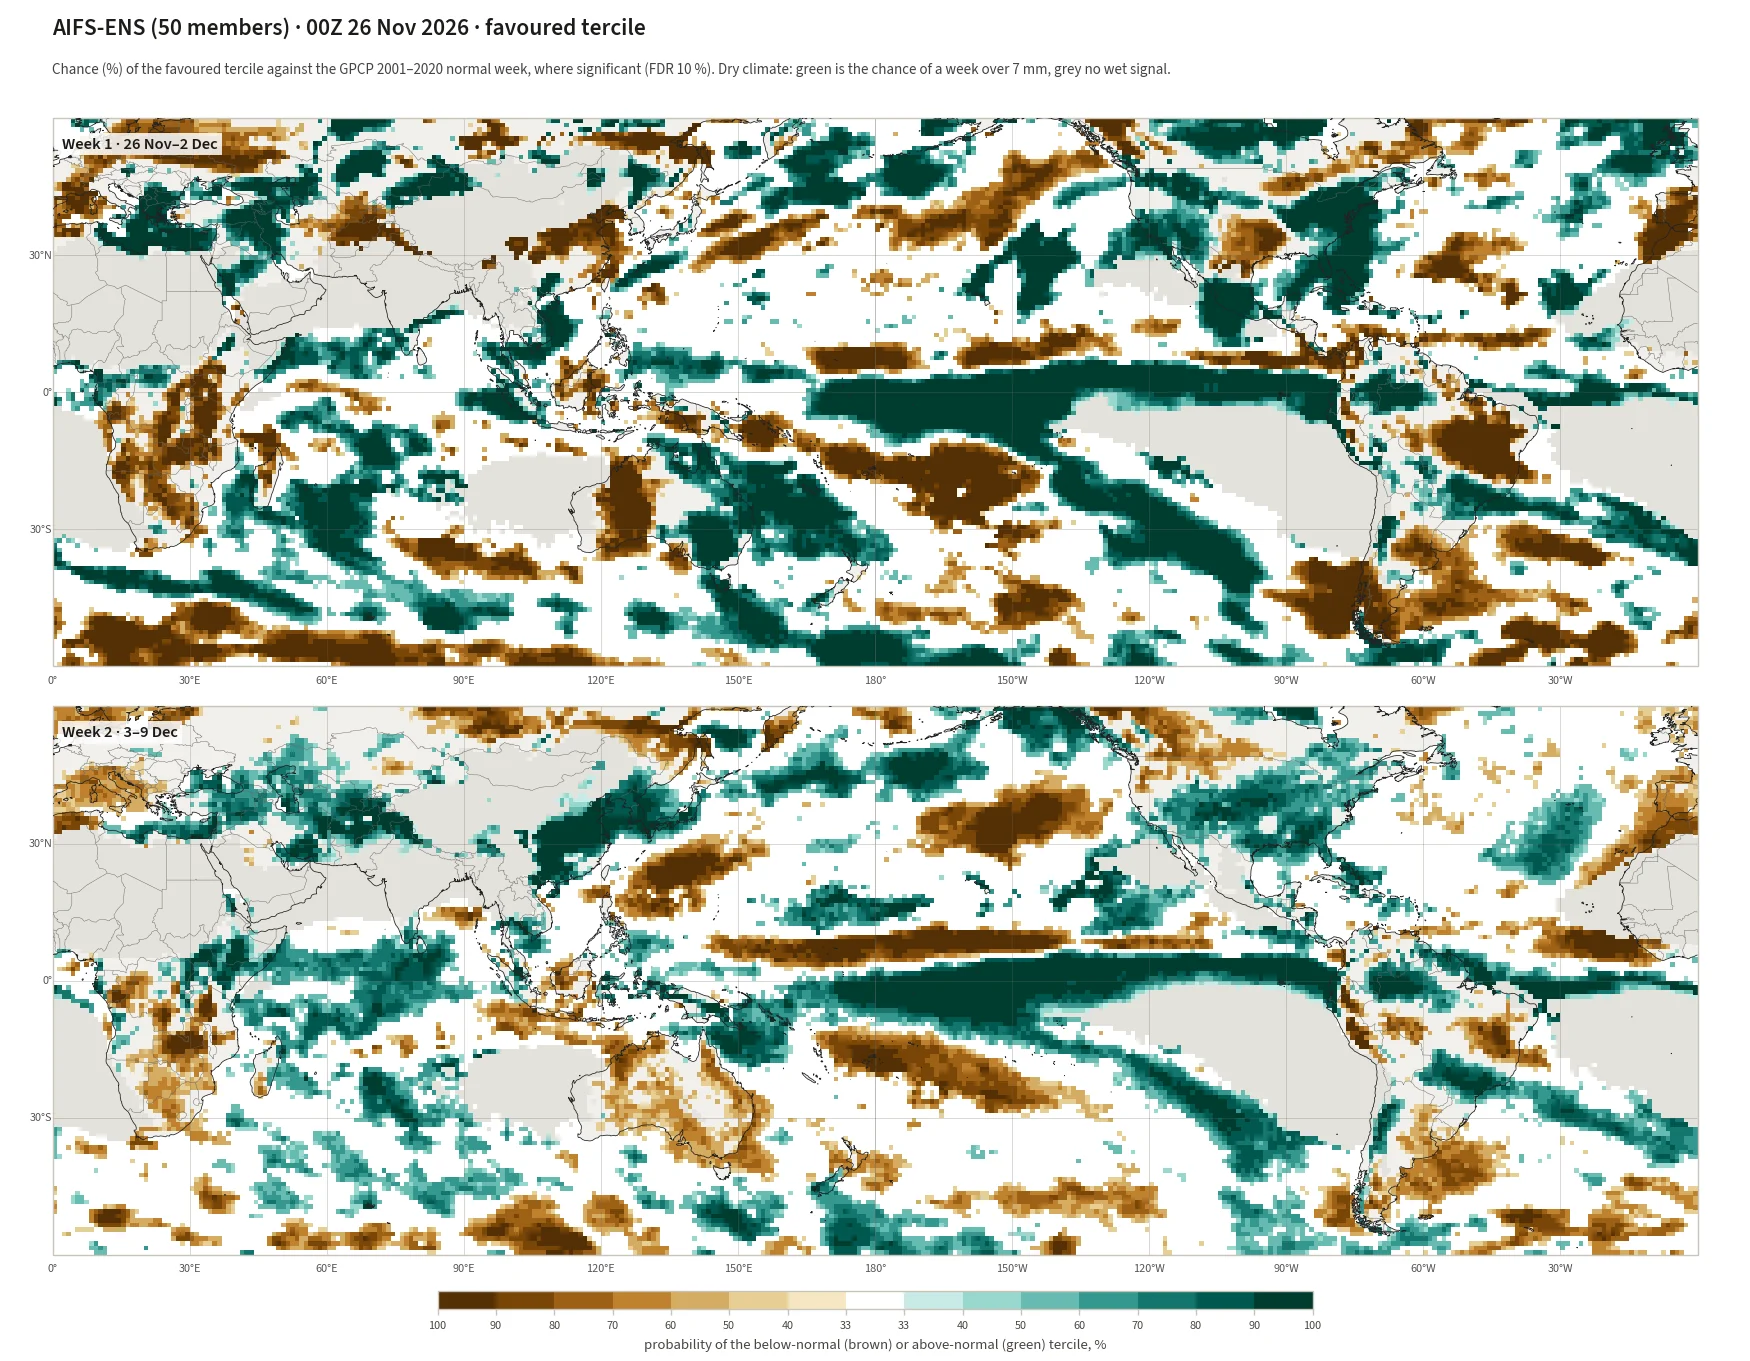 AIFS-ENS (50 members) · 00Z 26 Nov 2026 · favoured tercile
Chance (%) of the favoured tercile against the GPCP 2001–2020 normal week, where significant (FDR 10 %). Dry climate: green is the chance of a week over 7 mm, grey no wet signal.
Week 1 · 26 Nov–2 Dec
30°N
0°
30°S
0° 30°E 60°E 90°E 120°E 150°E 180° 150°W 120°W 90°W 60°W 30°W
Week 2 · 3–9 Dec
30°N
0°
30°S
0° 30°E 60°E 90°E 120°E 150°E 180° 150°W 120°W 90°W 60°W 30°W
100 90 80 70 60 50 40 33 33 40 50 60 70 80 90 100
probability of the below-normal (brown) or above-normal (green) tercile, %